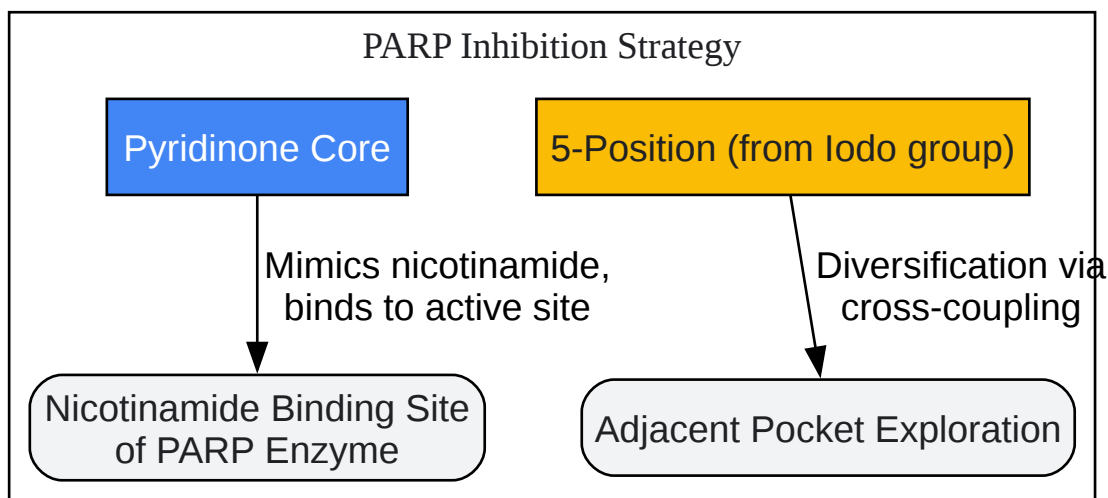 PARP Inhibition Strategy
Pyridinone Core
5-Position (from Iodo group)
Mimics nicotinamide,
binds to active site
Diversification via
cross-coupling
Nicotinamide Binding Site
of PARP Enzyme
Adjacent Pocket Exploration